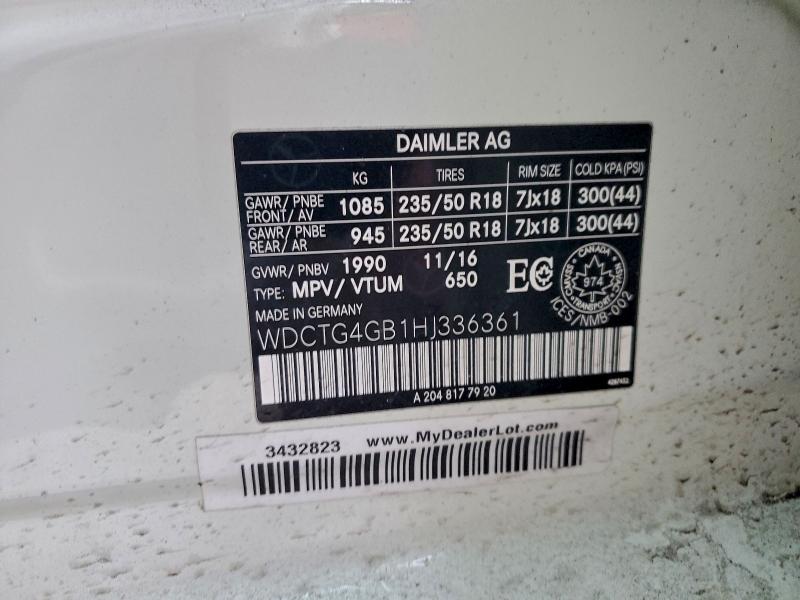 DAIMLER AG
KG TIRES RIM SIZE COLD KPA (PSI)
GAWR/ PNBE FRONT/ AV 1085 235/50 R18 7Jx18 300(44)
GAWR/ PNBE REAR/ AR 945 235/50 R18 7Jx18 300(44)
GVWR/ PNBV 1990 11/16
TYPE: MPV/ VTUM 650
EC
CANADA
CMVSS 974 NSVAC
TRANSPORT
ICES/NMB-002
MADE IN GERMANY
WDCTG4GB1HJ336361
A 204 817 79 20
3432823 www.MyDealerLot.com